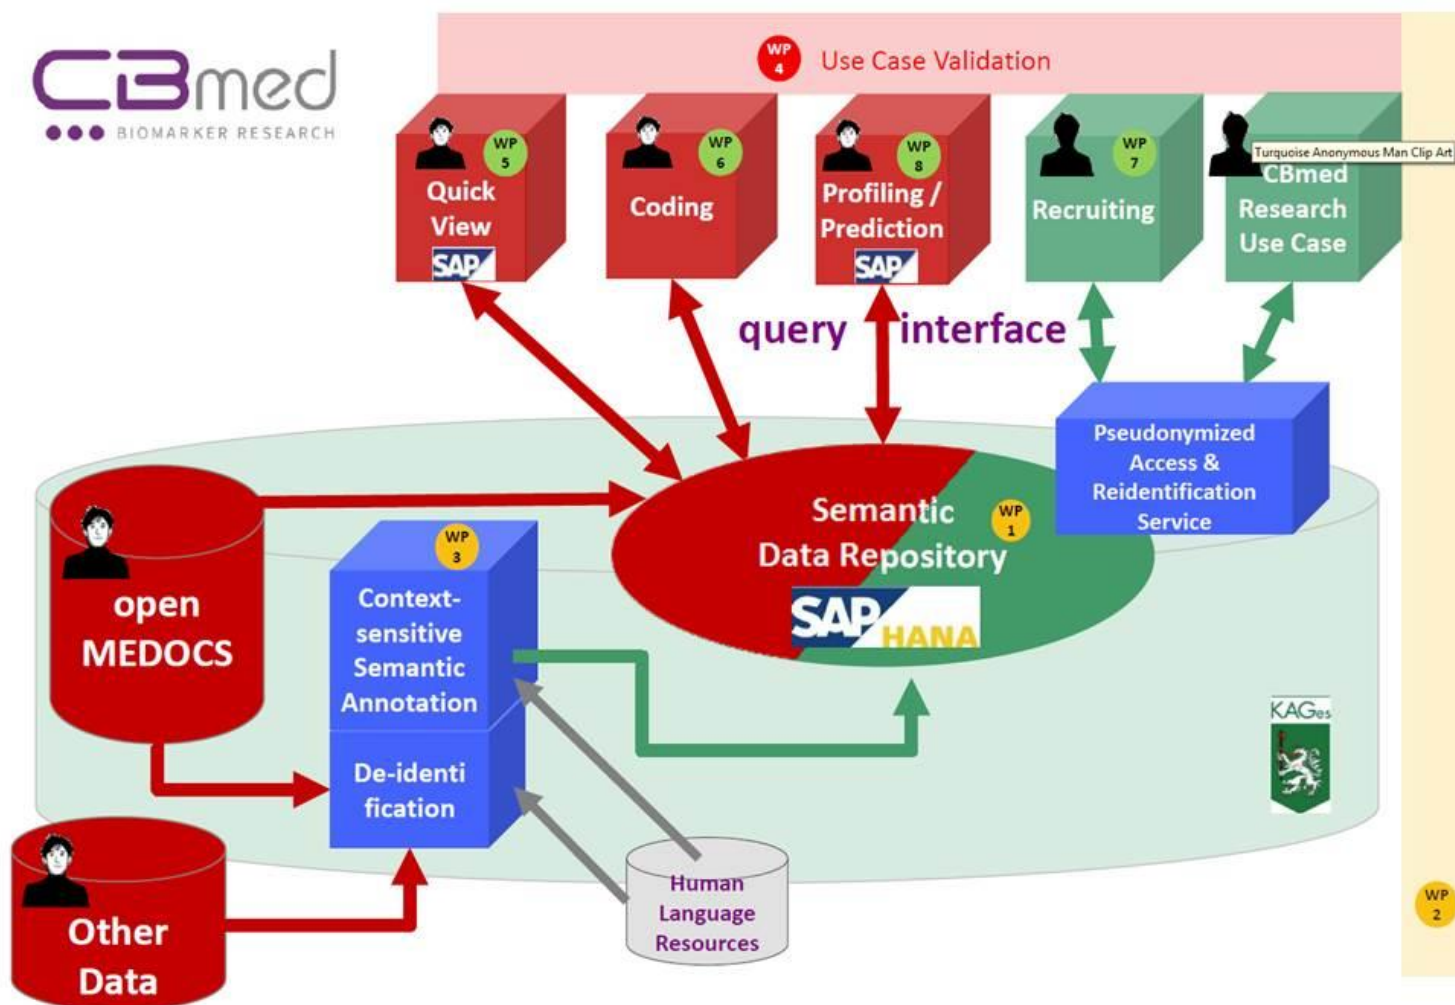 CBmed
BIOMARKER RESEARCH
WP
4
Use Case Validation
WP
5
Quick
View
SAP
WP
6
Coding
WP
8
Profiling /
Prediction
SAP
WP
7
Recruiting
Turquoise Anonymous Man Clip Art
CBmed
Research
Use Case
query interface
Pseudonymized
Access &
Reidentification
Service
Semantic
Data Repository
WP
1
SAP
HANA
open
MEDOCS
WP
3
Context-
sensitive
Semantic
Annotation
De-identi
fication
KAGes
Other
Data
Human
Language
Resources
WP
2